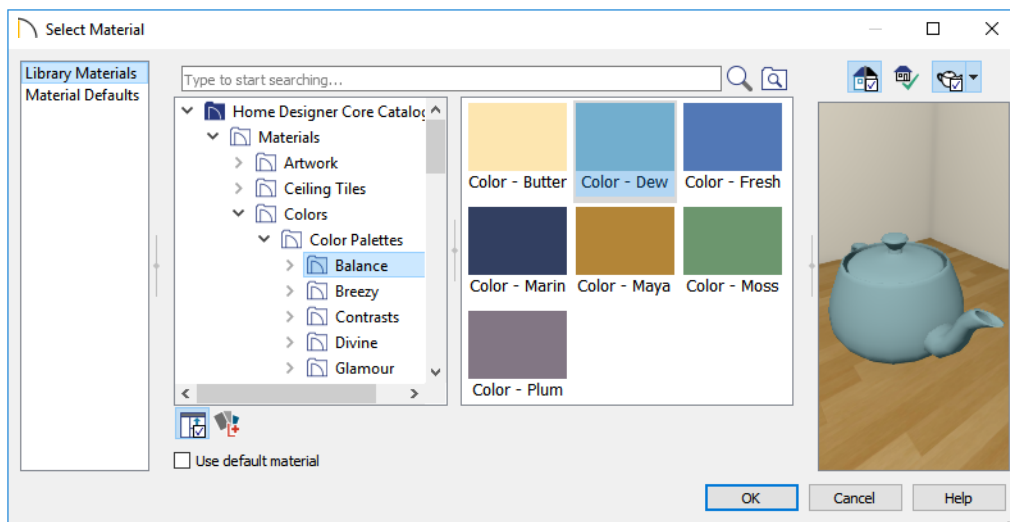 Select Material
Library Materials
Material Defaults
Type to start searching...
Home Designer Core Catalog
Materials
Artwork
Ceiling Tiles
Colors
Color Palettes
Balance
Breezy
Contrasts
Divine
Glamour
Color - Butter
Color - Dew
Color - Fresh
Color - Marin
Color - Maya
Color - Moss
Color - Plum
Use default material
OK
Cancel
Help